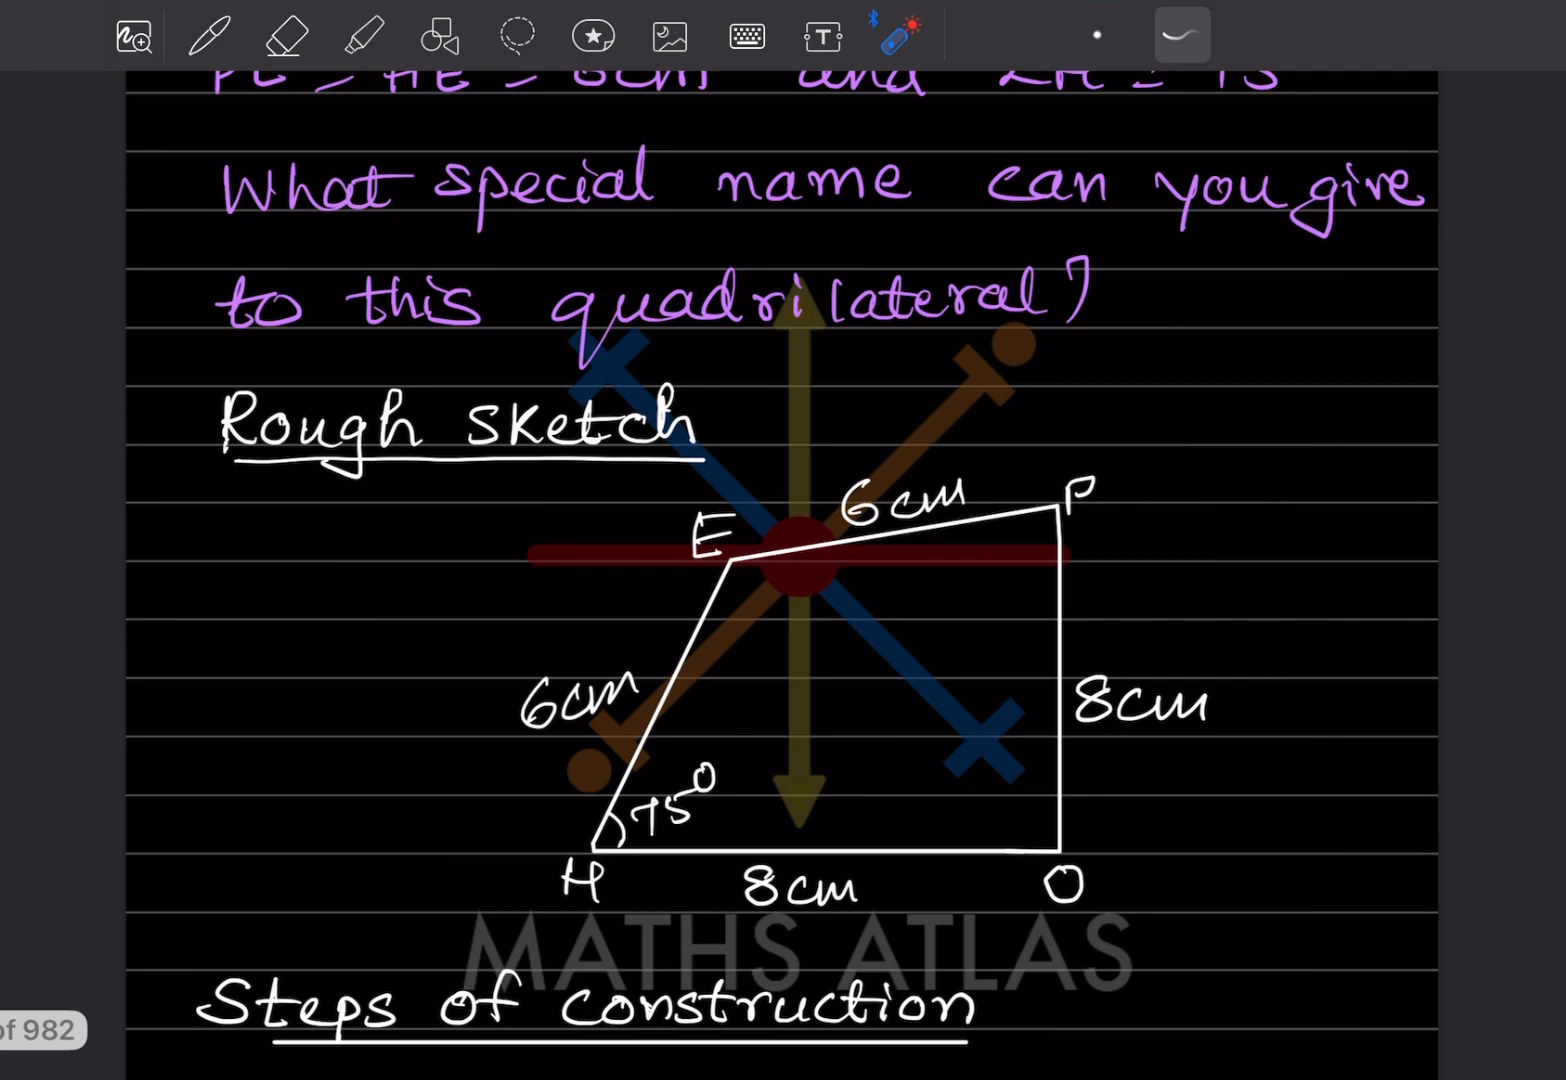 What special name can you give
to this quadrilateral?
Rough sketch
6cm
P
E
6cm
8cm
75°
H
8cm
O
MATHS ATLAS
Steps of construction
of 982